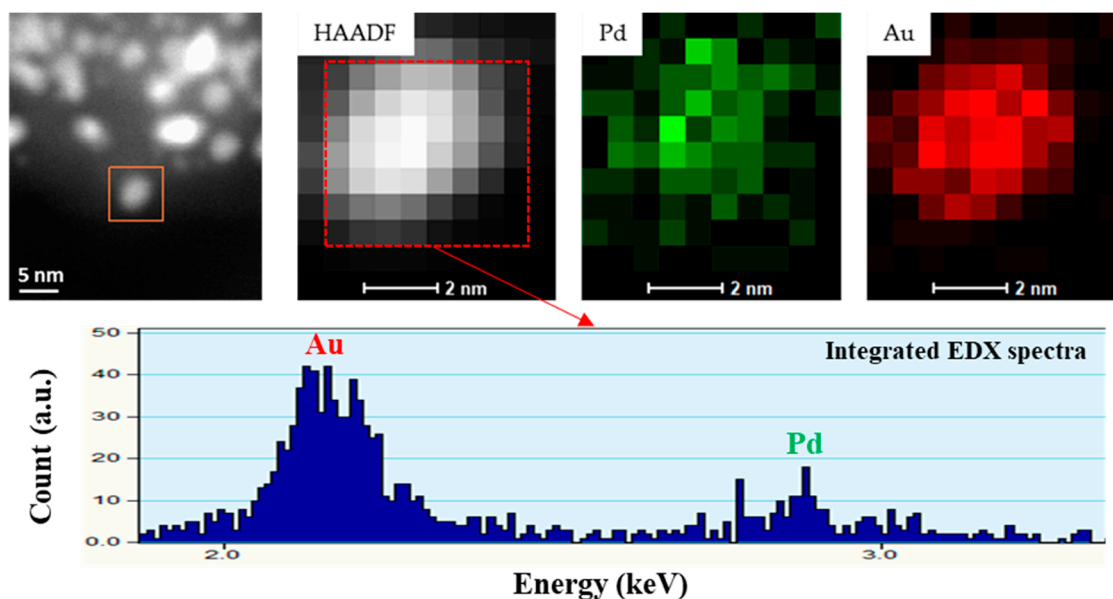 HAADF
Pd
Au
5 nm
2 nm
2 nm
2 nm
50
Au
Integrated EDX spectra
40
30
Pd
20
10
0.0
2.0
3.0
Count (a.u.)
Energy (keV)